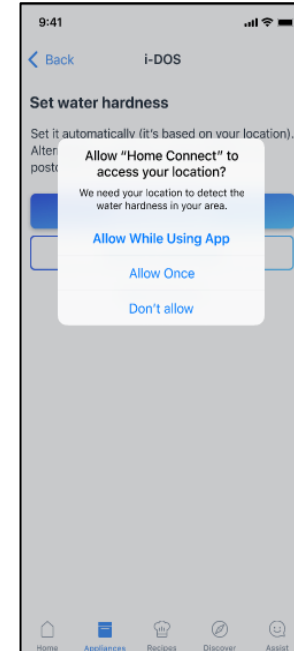 9:41
Back
i-DOS
Set water hardness
Set it automatically (it's based on your location).
Alter
postc
Allow “Home Connect” to
access your location?
We need your location to detect the
water hardness in your area.
Allow While Using App
Allow Once
Don’t allow
Home Appliances Recipes Discover Assist